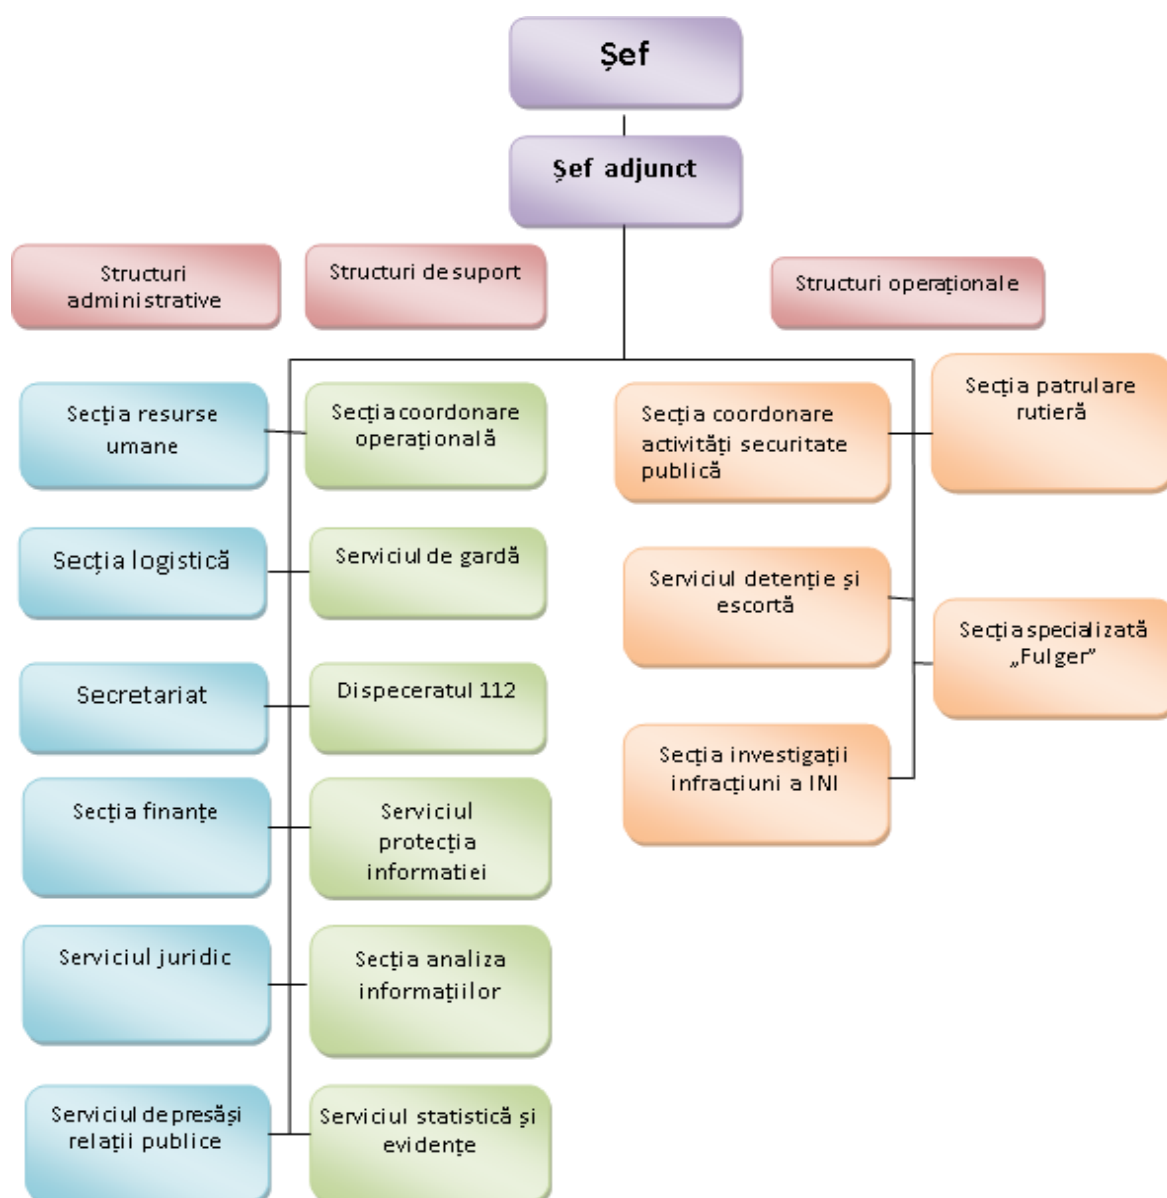 Șef
Șef adjunct
Structuri
administrative
Structuri de suport
Structuri operaționale
Secția resurse
umane
Secția coordonare
operațională
Secția coordonare
activități securitate
publică
Secția patrulare
rutieră
Secția logistică
Serviciul de gardă
Serviciul detenție și
escortă
Secția specializată
„Fulger”
Secretariat
Dispeceratul 112
Secția investigații
infracțiuni a INI
Secția finanțe
Serviciul
protecția
informatiei
Serviciul juridic
Secția analiza
informațiilor
Serviciul de presă și
relații publice
Serviciul statistică și
evidențe